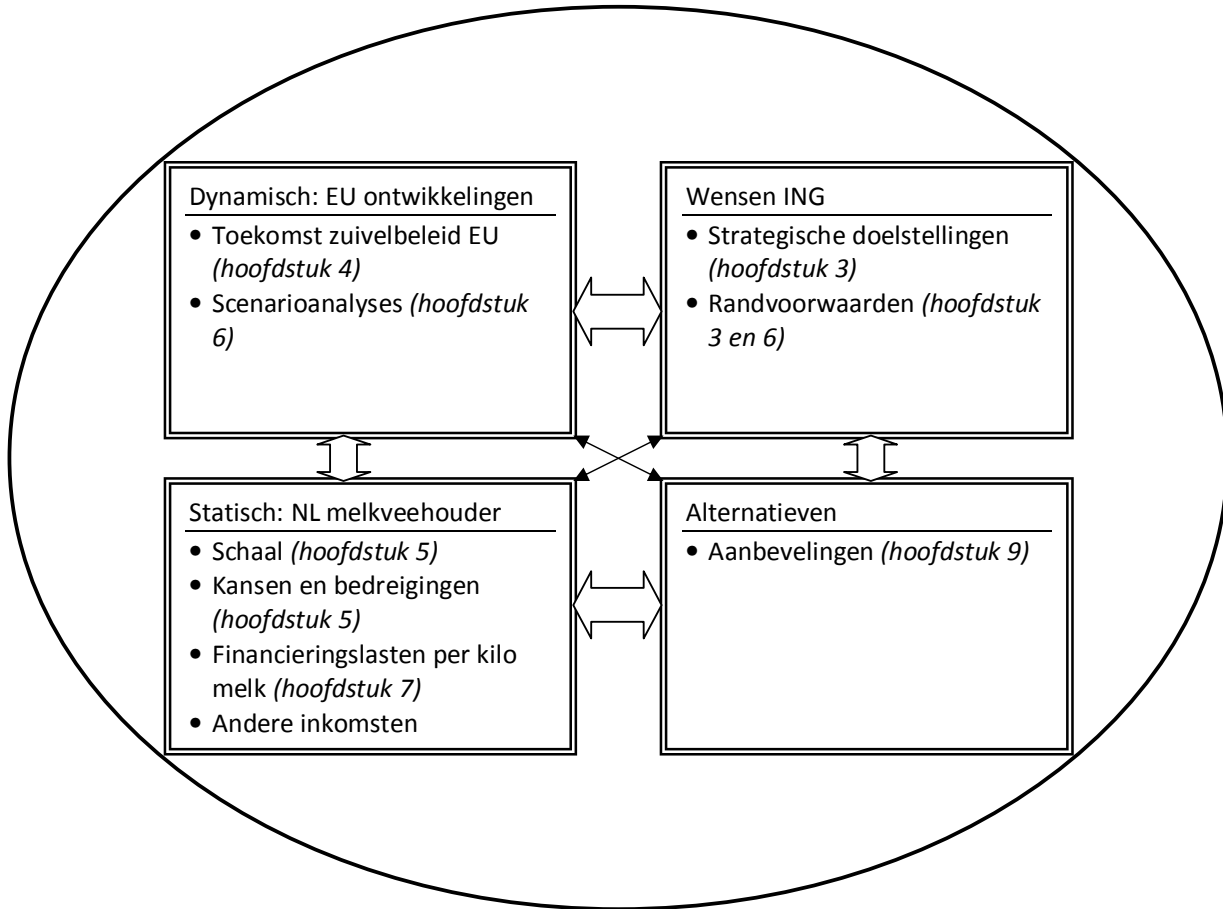 Dynamisch: EU ontwikkelingen
• Toekomst zuivelbeleid EU
(hoofdstuk 4)
• Scenarioanalyses (hoofdstuk
6)
Wensen ING
• Strategische doelstellingen
(hoofdstuk 3)
• Randvoorwaarden (hoofdstuk
3 en 6)
Statisch: NL melkveehouder
• Schaal (hoofdstuk 5)
• Kansen en bedreigingen
(hoofdstuk 5)
• Financieringslasten per kilo
melk (hoofdstuk 7)
• Andere inkomsten
Alternatieven
• Aanbevelingen (hoofdstuk 9)